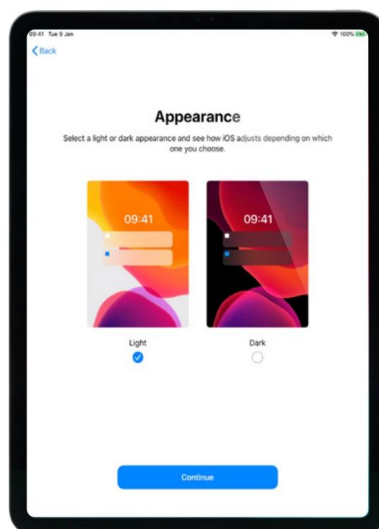 09:41 Tue 9 Jan
100%
Back
Appearance
Select a light or dark appearance and see how iOS adjusts depending on which
one you choose.
09:41
09:41
Light
Dark
Continue